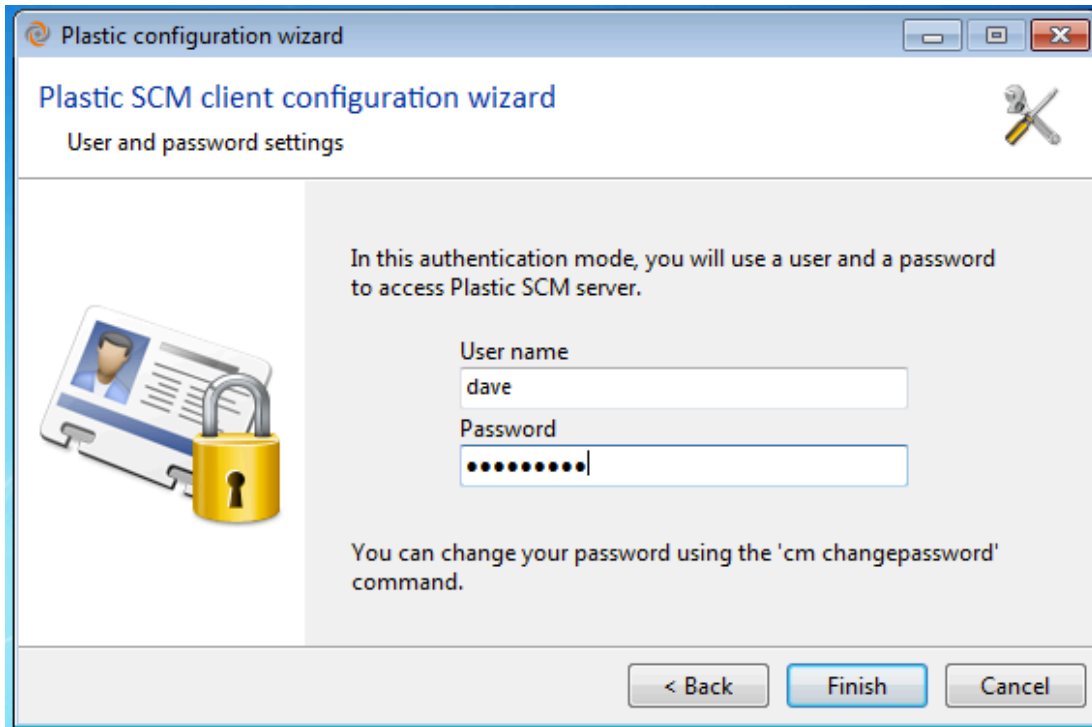 Plastic configuration wizard
Plastic SCM client configuration wizard
User and password settings
In this authentication mode, you will use a user and a password
to access Plastic SCM server.
User name
dave
Password
●●●●●●●●●
You can change your password using the 'cm changepassword'
command.
< Back
Finish
Cancel